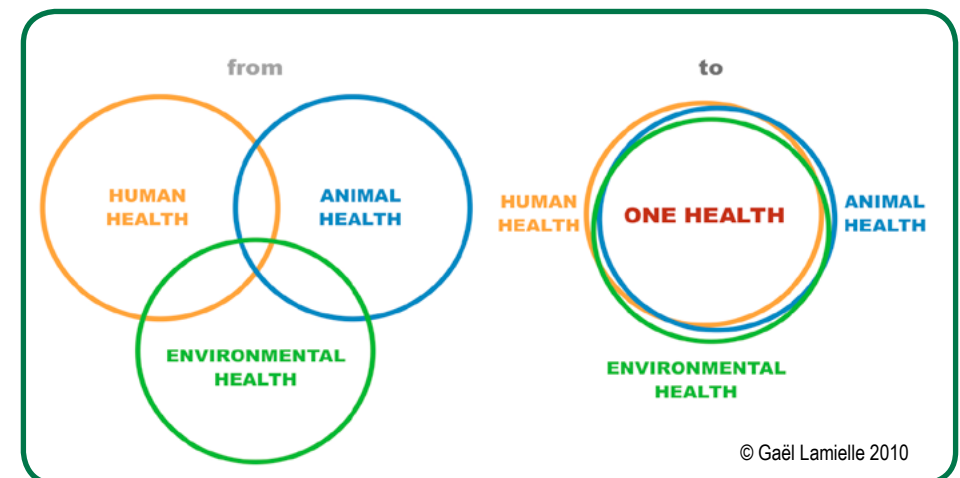 from
HUMAN
HEALTH
ANIMAL
HEALTH
ENVIRONMENTAL
HEALTH
to
HUMAN
HEALTH
ONE HEALTH
ANIMAL
HEALTH
ENVIRONMENTAL
HEALTH
© Gaël Lamielle 2010